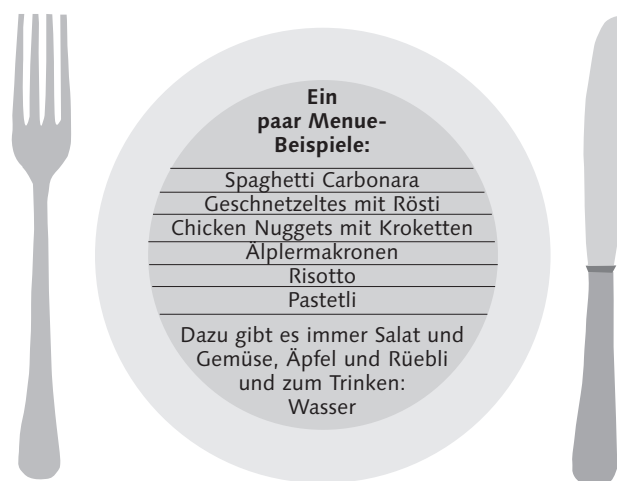 Ein
paar Menue-
Beispiele:
Spaghetti Carbonara
Geschnetzeltes mit Rösti
Chicken Nuggets mit Kroketten
Älplermakronen
Risotto
Pastetli
Dazu gibt es immer Salat und
Gemüse, Äpfel und Rüebli
und zum Trinken:
Wasser